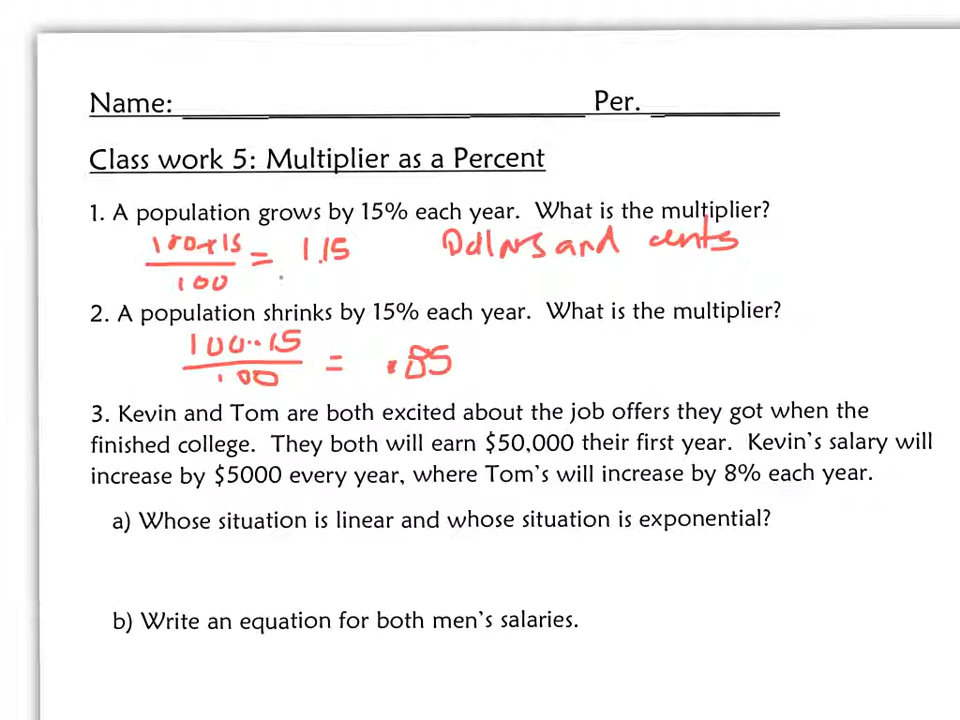 Name: ____________________ Per. __________
Class work 5: Multiplier as a Percent
1. A population grows by 15% each year. What is the multiplier?
100+15 / 100 = 1.15 Dollars and cents
2. A population shrinks by 15% each year. What is the multiplier?
100-15 / 100 = .85
3. Kevin and Tom are both excited about the job offers they got when the
finished college. They both will earn $50,000 their first year. Kevin's salary will
increase by $5000 every year, where Tom's will increase by 8% each year.
a) Whose situation is linear and whose situation is exponential?
b) Write an equation for both men's salaries.